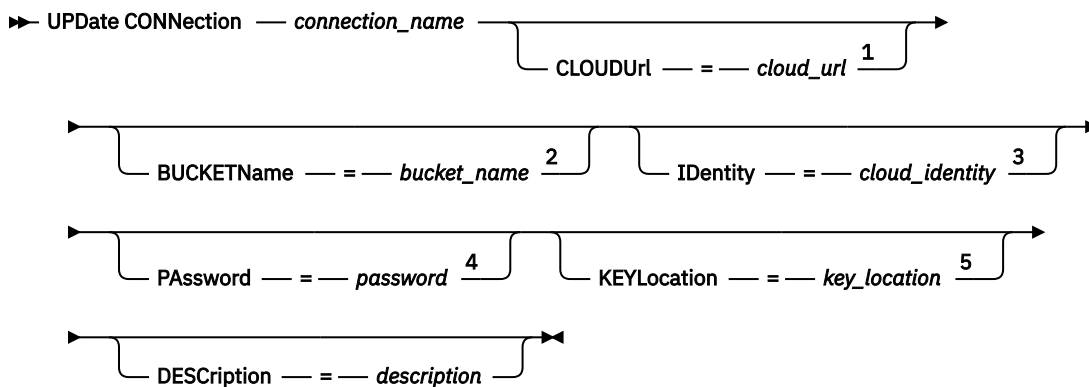 UPDate CONNection — connection_name
CLOUDUrl — = — cloud_url 1
BUCKETName — = — bucket_name 2 IDentity — = — cloud_identity 3
PAssword — = — password 4 KEYLocation — = — key_location 5
DESCription — = — description